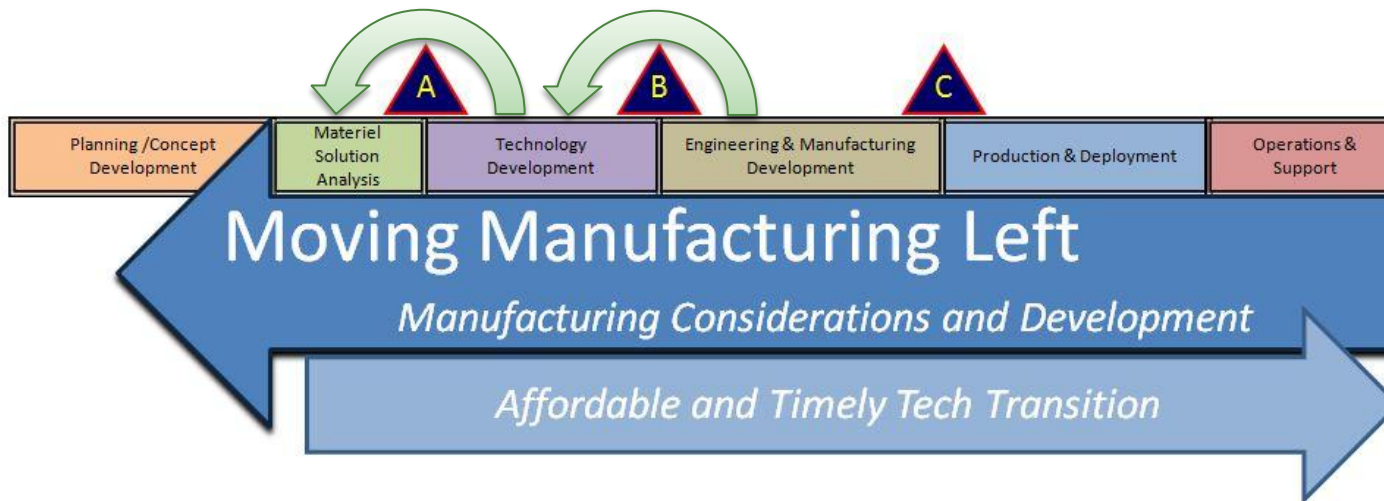 A
B
C
Planning /Concept
Development
Materiel
Solution
Analysis
Technology
Development
Engineering & Manufacturing
Development
Production & Deployment
Operations &
Support
Moving Manufacturing Left
Manufacturing Considerations and Development
Affordable and Timely Tech Transition